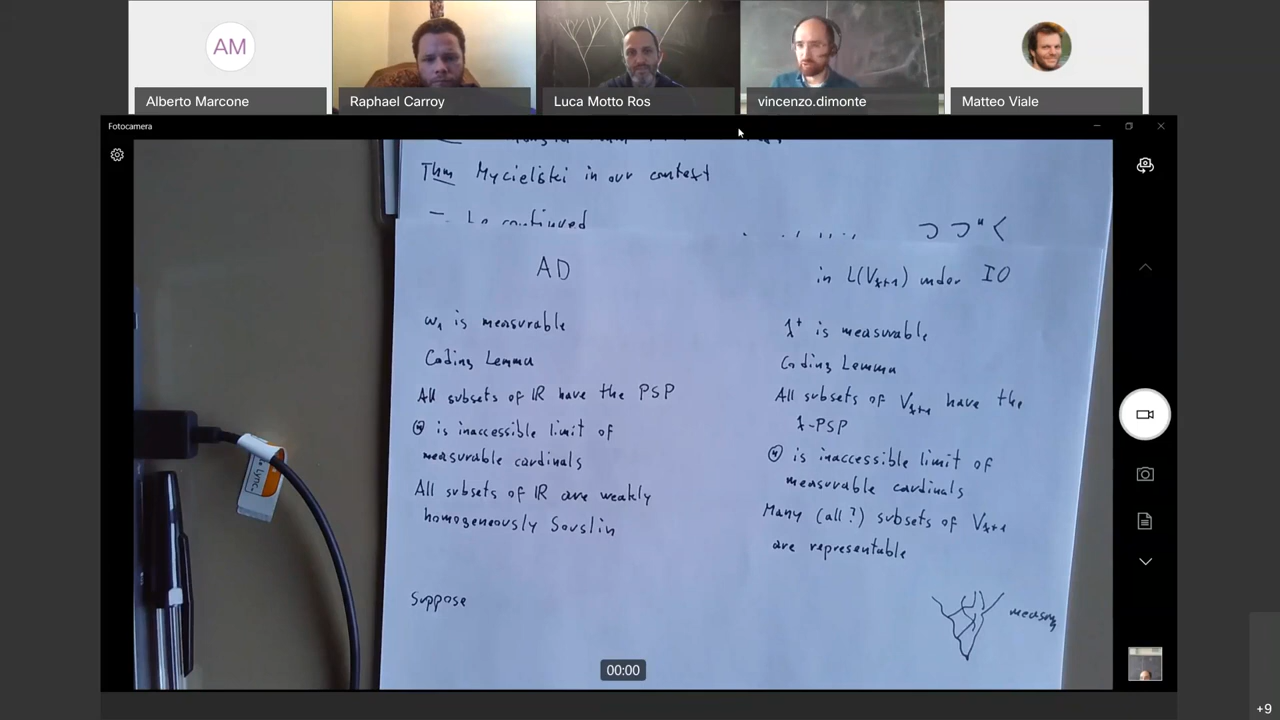 AM
Alberto Marcone
Raphael Carroy
Luca Motto Ros
vincenzo.dimonte
Matteo Viale
Fotocamera
Thm Mycielski in our context
AD
in L(Vλ+1) under I0
ω₁ is measurable
λ⁺ is measurable
Coding Lemma
Coding Lemma
All subsets of IR have the PSP
All subsets of Vλ+1 have the
λ-PSP
Θ is inaccessible limit of
measurable cardinals
Θ is inaccessible limit of
measurable cardinals
All subsets of IR are weakly
homogeneously Souslin
Many (all?) subsets of Vλ+1
are representable
Suppose
00:00
+9